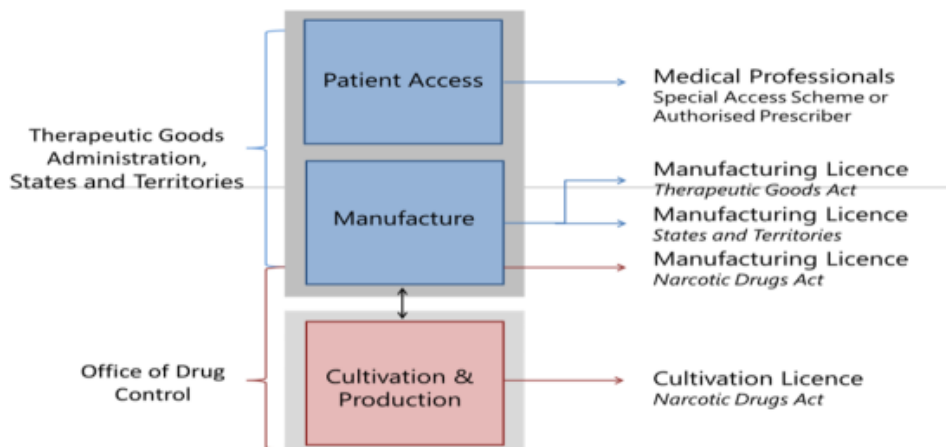 Patient Access
Medical Professionals
Special Access Scheme or
Authorised Prescriber
Therapeutic Goods
Administration,
States and Territories
Manufacture
Manufacturing Licence
Therapeutic Goods Act
Manufacturing Licence
States and Territories
Manufacturing Licence
Narcotic Drugs Act
Office of Drug
Control
Cultivation &
Production
Cultivation Licence
Narcotic Drugs Act